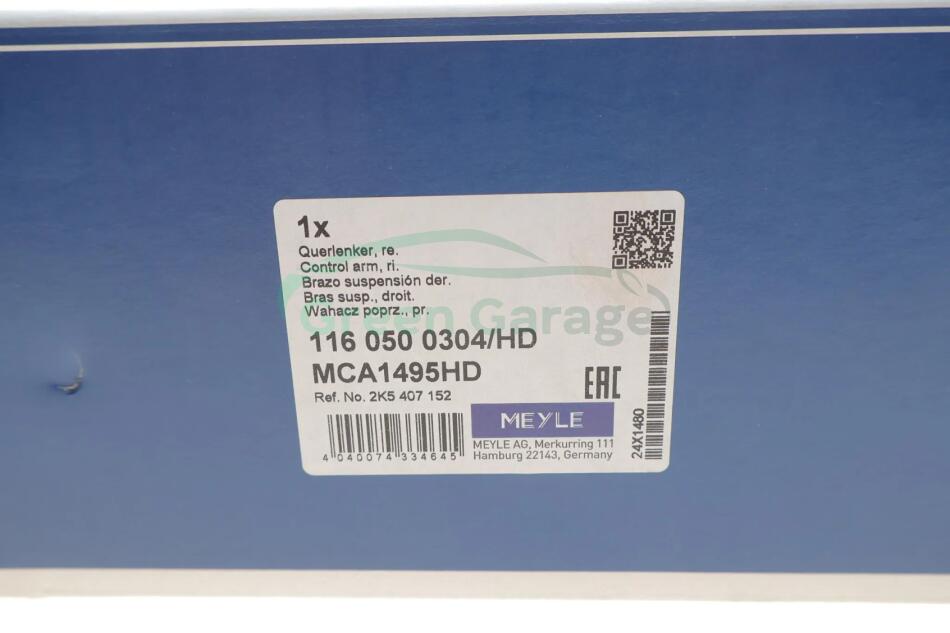 1x
Querlenker, re.
Control arm, ri.
Brazo suspensión der.
Bras susp., droit.
Wahacz poprz., pr.
Green Garage
116 050 0304/HD
MCA1495HD
EAC
Ref. No. 2K5 407 152
MEYLE
MEYLE AG, Merkurring 111
Hamburg 22143, Germany
4 040074 334645
24X1480